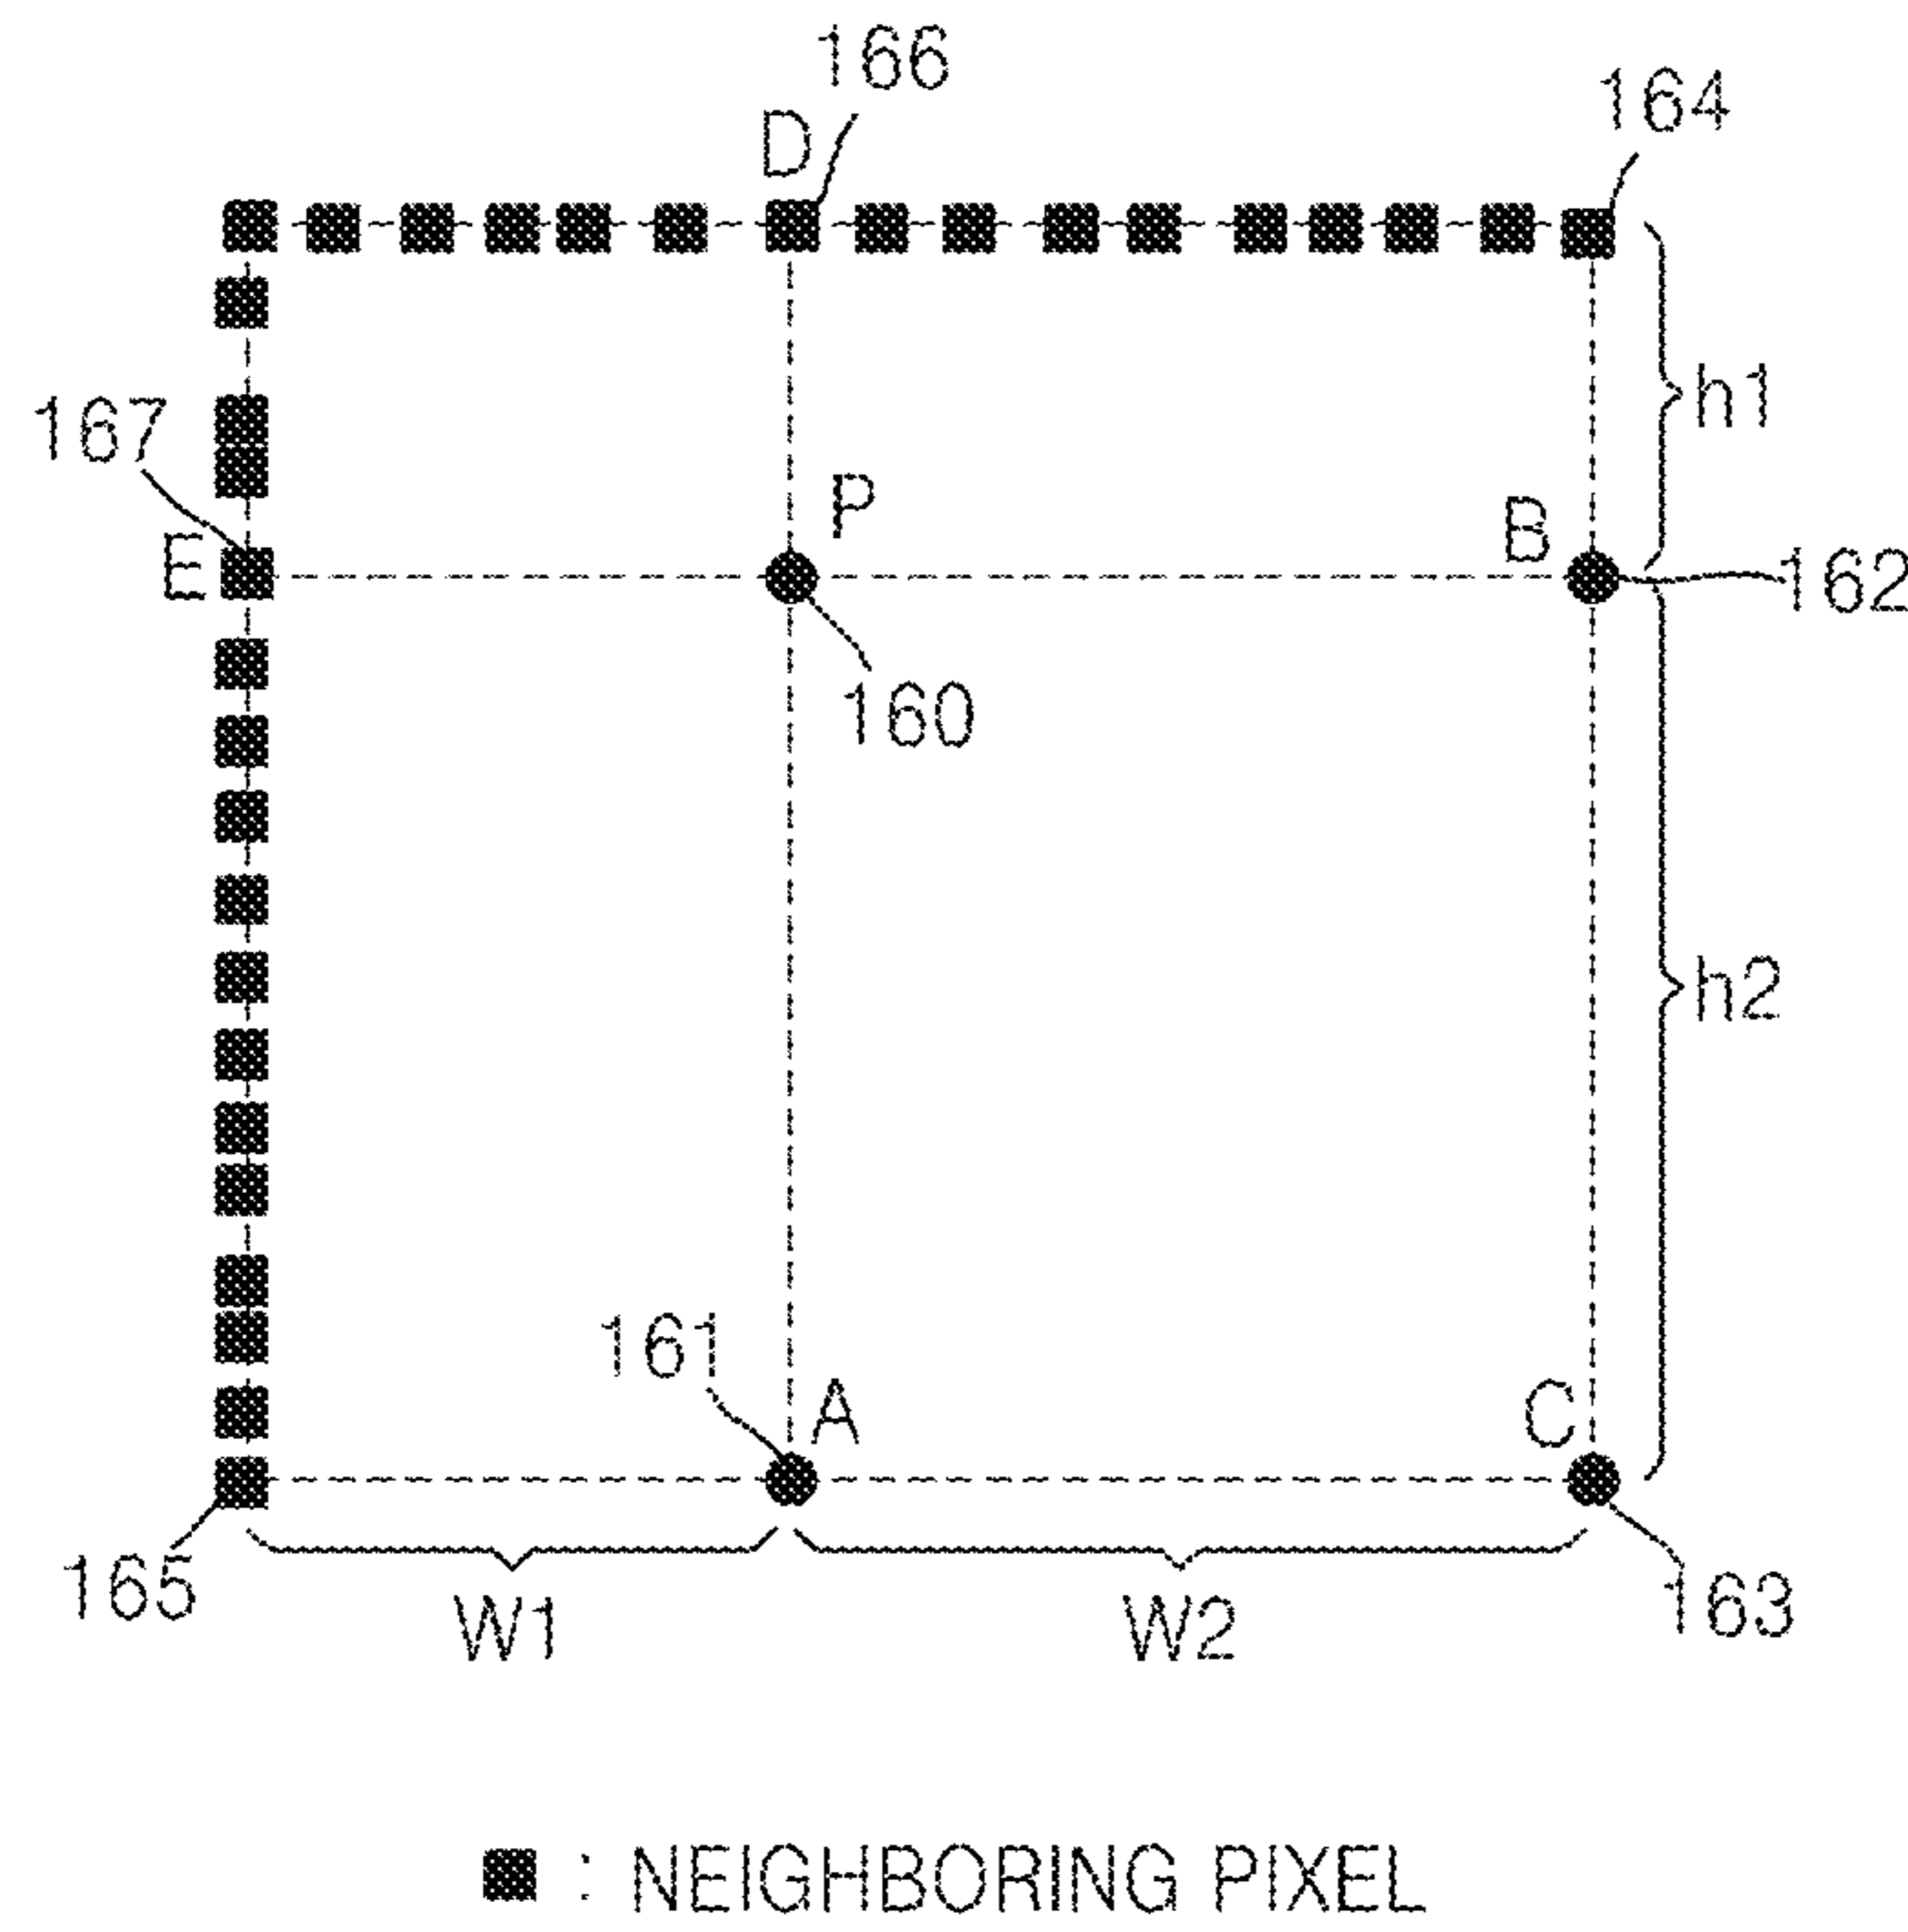 166
164
D
h1
167
P
B
E
162
160
h2
161
A
C
165
163
W1
W2
: NEIGHBORING PIXEL